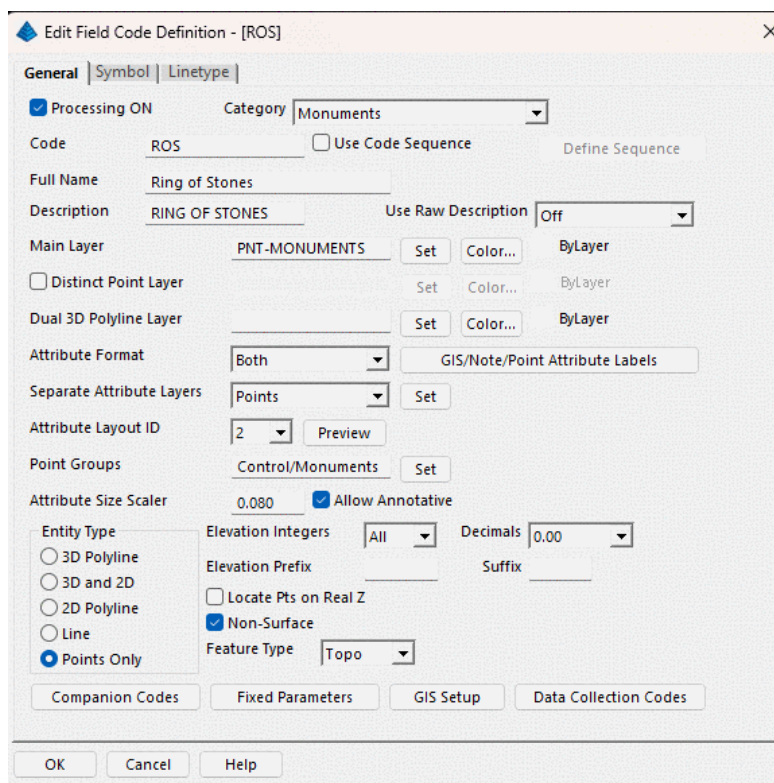 Edit Field Code Definition - [ROS]
General Symbol Linetype
Processing ON Category Monuments
Code ROS Use Code Sequence Define Sequence
Full Name Ring of Stones
Description RING OF STONES Use Raw Description Off
Main Layer PNT-MONUMENTS Set Color... ByLayer
Distinct Point Layer Set Color... ByLayer
Dual 3D Polyline Layer Set Color... ByLayer
Attribute Format Both GIS/Note/Point Attribute Labels
Separate Attribute Layers Points Set
Attribute Layout ID 2 Preview
Point Groups Control/Monuments Set
Attribute Size Scaler 0.080 Allow Annotative
Entity Type Elevation Integers All Decimals 0.00
3D Polyline Elevation Prefix Suffix
3D and 2D Locate Pts on Real Z
2D Polyline Non-Surface
Line Feature Type Topo
Points Only
Companion Codes Fixed Parameters GIS Setup Data Collection Codes
OK Cancel Help